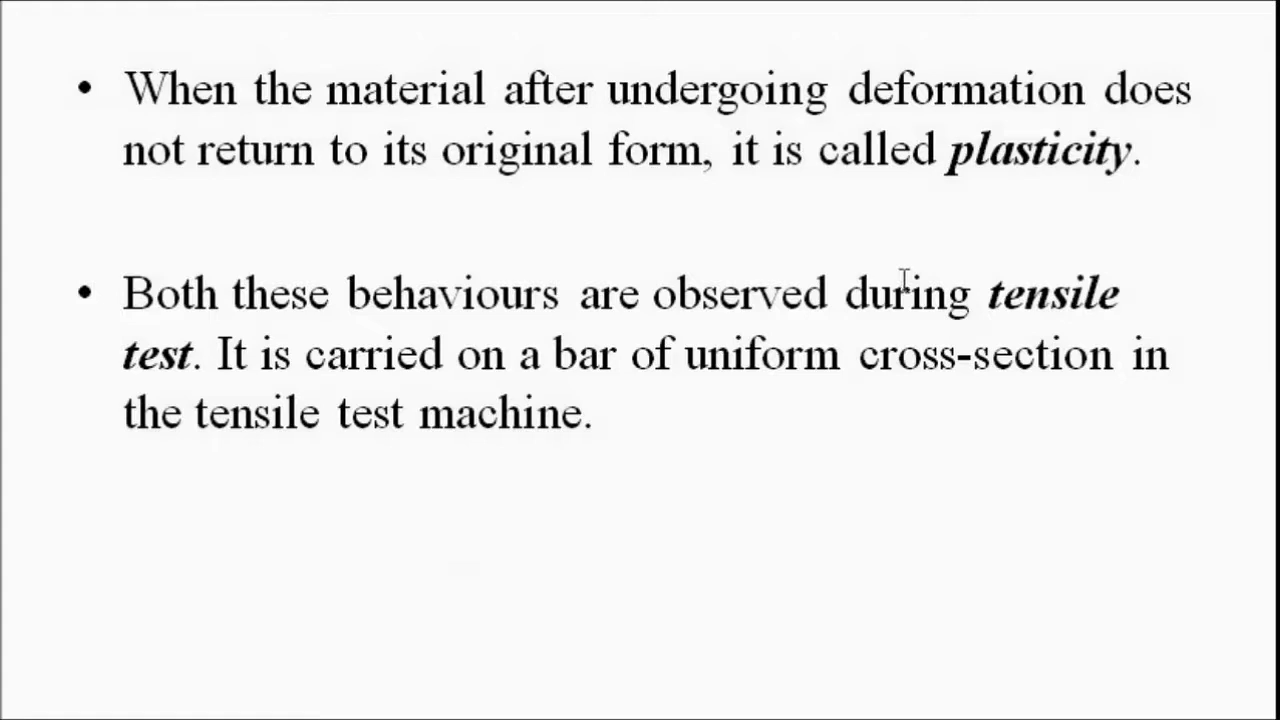 • When the material after undergoing deformation does
not return to its original form, it is called plasticity.
• Both these behaviours are observed during tensile
test. It is carried on a bar of uniform cross-section in
the tensile test machine.